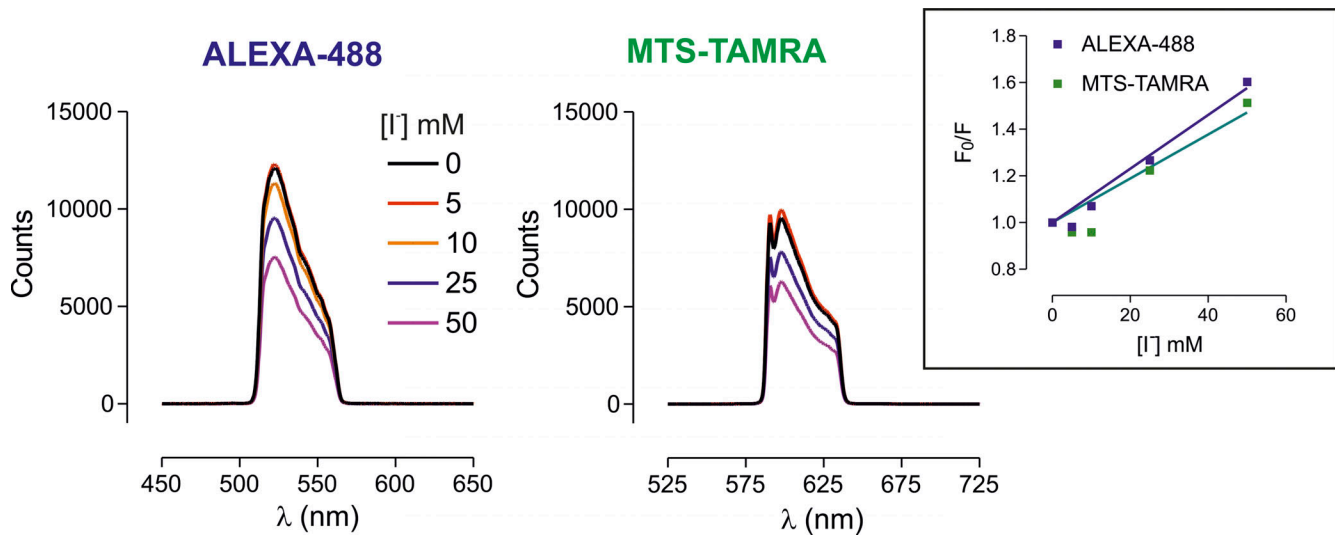 ALEXA-488
15000
10000
5000
0
Counts
450 500 550 600 650
λ (nm)
[I⁻] mM
0
5
10
25
50
MTS-TAMRA
15000
10000
5000
0
Counts
525 575 625 675 725
λ (nm)
1.8
1.6
1.4
1.2
1.0
0.8
F₀/F
ALEXA-488
MTS-TAMRA
0 20 40 60
[I⁻] mM